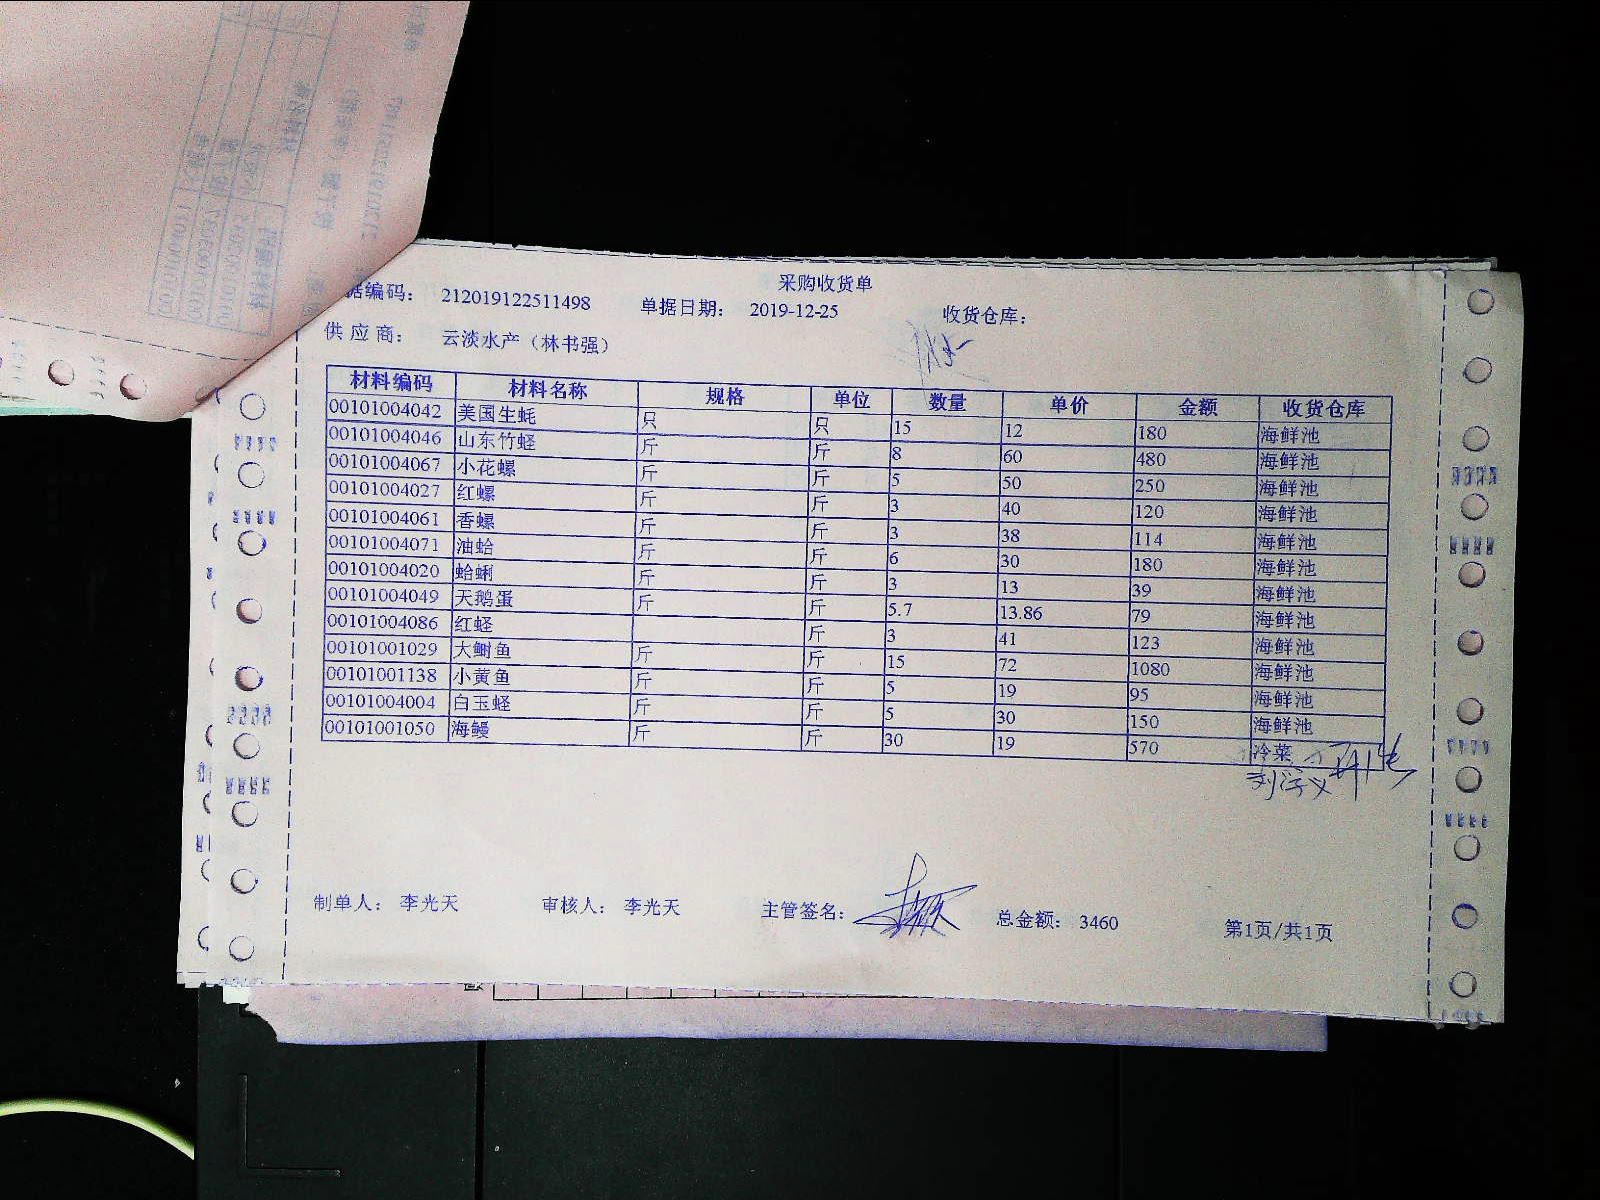 采购收货单
据编码： 212019122511498 单据日期： 2019-12-25 收货仓库：
供应商： 云淡水产（林书强）
材料编码 材料名称 规格 单位 数量 单价 金额 收货仓库
00101004042 美国生蚝 只 只 15 12 180 海鲜池
00101004046 山东竹蛏 斤 斤 8 60 480 海鲜池
00101004067 小花螺 斤 斤 5 50 250 海鲜池
00101004027 红螺 斤 斤 3 40 120 海鲜池
00101004061 香螺 斤 斤 3 38 114 海鲜池
00101004071 油蛤 斤 斤 6 30 180 海鲜池
00101004020 蛤蜊 斤 斤 3 13 39 海鲜池
00101004049 天鹅蛋 斤 斤 5.7 13.86 79 海鲜池
00101004086 红蛏 斤 3 41 123 海鲜池
00101001029 大鲥鱼 斤 斤 15 72 1080 海鲜池
00101001138 小黄鱼 斤 斤 5 19 95 海鲜池
00101004004 白玉蛏 斤 斤 5 30 150 海鲜池
00101001050 海鳗 斤 斤 30 19 570 冷菜
制单人： 李光天 审核人： 李光天 主管签名： 总金额： 3460 第1页/共1页